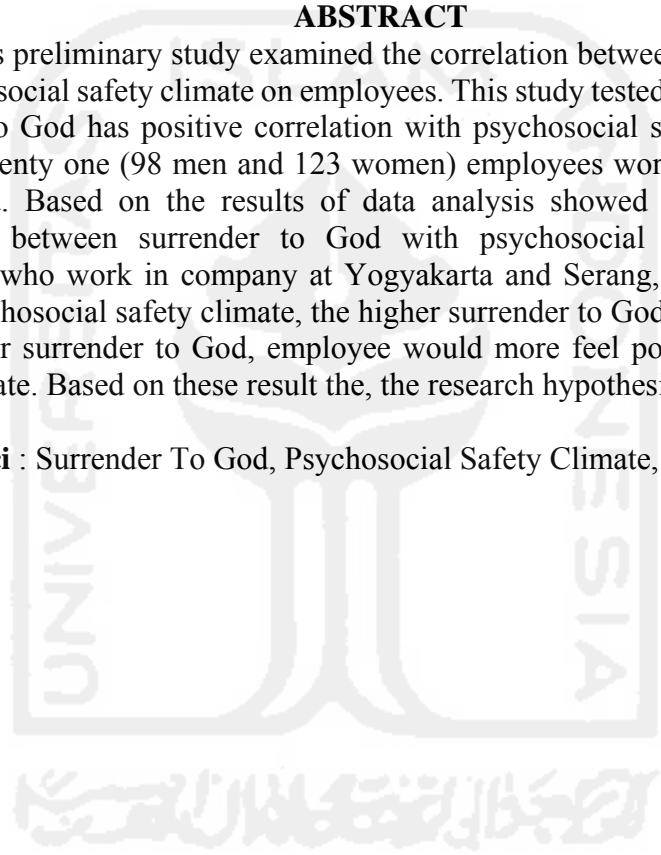 ABSTRACT
s preliminary study examined the correlation betwee
social safety climate on employees. This study tested
o God has positive correlation with psychosocial s
enty one (98 men and 123 women) employees wor
. Based on the results of data analysis showed
between surrender to God with psychosocial
who work in company at Yogyakarta and Serang,
hosocial safety climate, the higher surrender to God
r surrender to God, employee would more feel po
ate. Based on these result the, the research hypothesi
ci : Surrender To God, Psychosocial Safety Climate,
ISLAM
UNIVERSITAS
INDONESIA